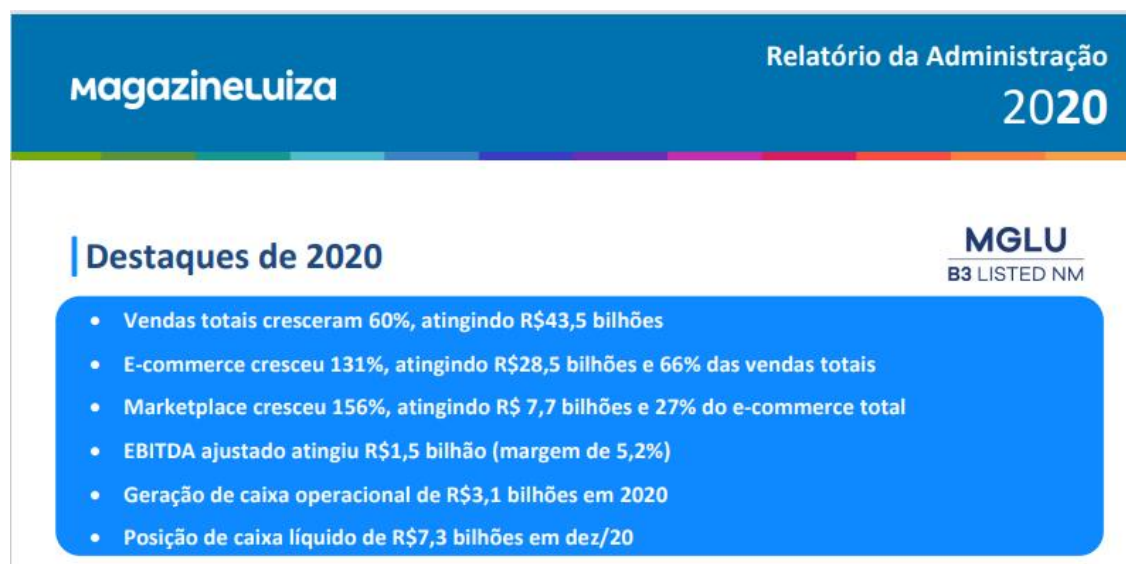 MagazineLuiza
Relatório da Administração
2020
Destaques de 2020
MGLU
B3 LISTED NM
• Vendas totais cresceram 60%, atingindo R$43,5 bilhões
• E-commerce cresceu 131%, atingindo R$28,5 bilhões e 66% das vendas totais
• Marketplace cresceu 156%, atingindo R$ 7,7 bilhões e 27% do e-commerce total
• EBITDA ajustado atingiu R$1,5 bilhão (margem de 5,2%)
• Geração de caixa operacional de R$3,1 bilhões em 2020
• Posição de caixa líquido de R$7,3 bilhões em dez/20